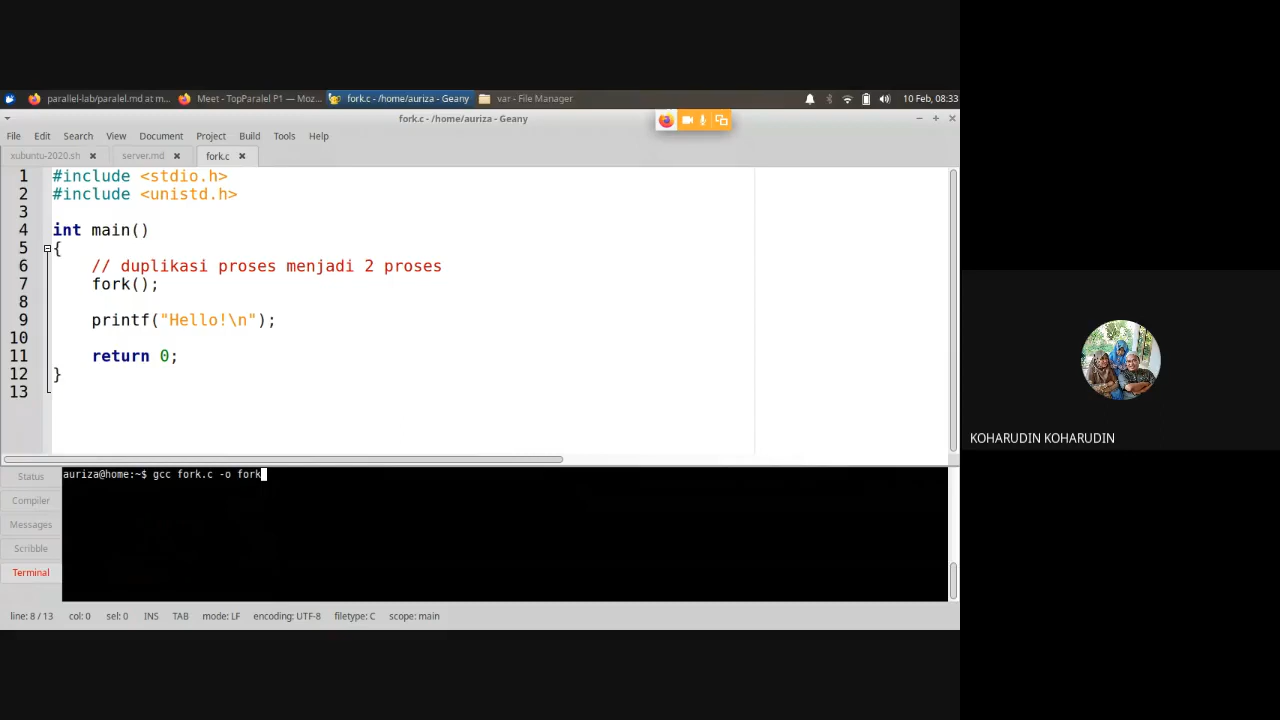 parallel-lab/paralel.md at m...
Meet - TopParalel P1 — Moz...
fork.c - /home/auriza - Geany
var - File Manager
10 Feb, 08:33
fork.c - /home/auriza - Geany
File Edit Search View Document Project Build Tools Help
xubuntu-2020.sh
server.md
fork.c
1 #include <stdio.h>
2 #include <unistd.h>
3
4 int main()
5 {
6 // duplikasi proses menjadi 2 proses
7 fork();
8
9 printf("Hello!\n");
10
11 return 0;
12 }
13
KOHARUDIN KOHARUDIN
Status
Compiler
Messages
Scribble
Terminal
auriza@home:~$ gcc fork.c -o fork
line: 8 / 13 col: 0 sel: 0 INS TAB mode: LF encoding: UTF-8 filetype: C scope: main